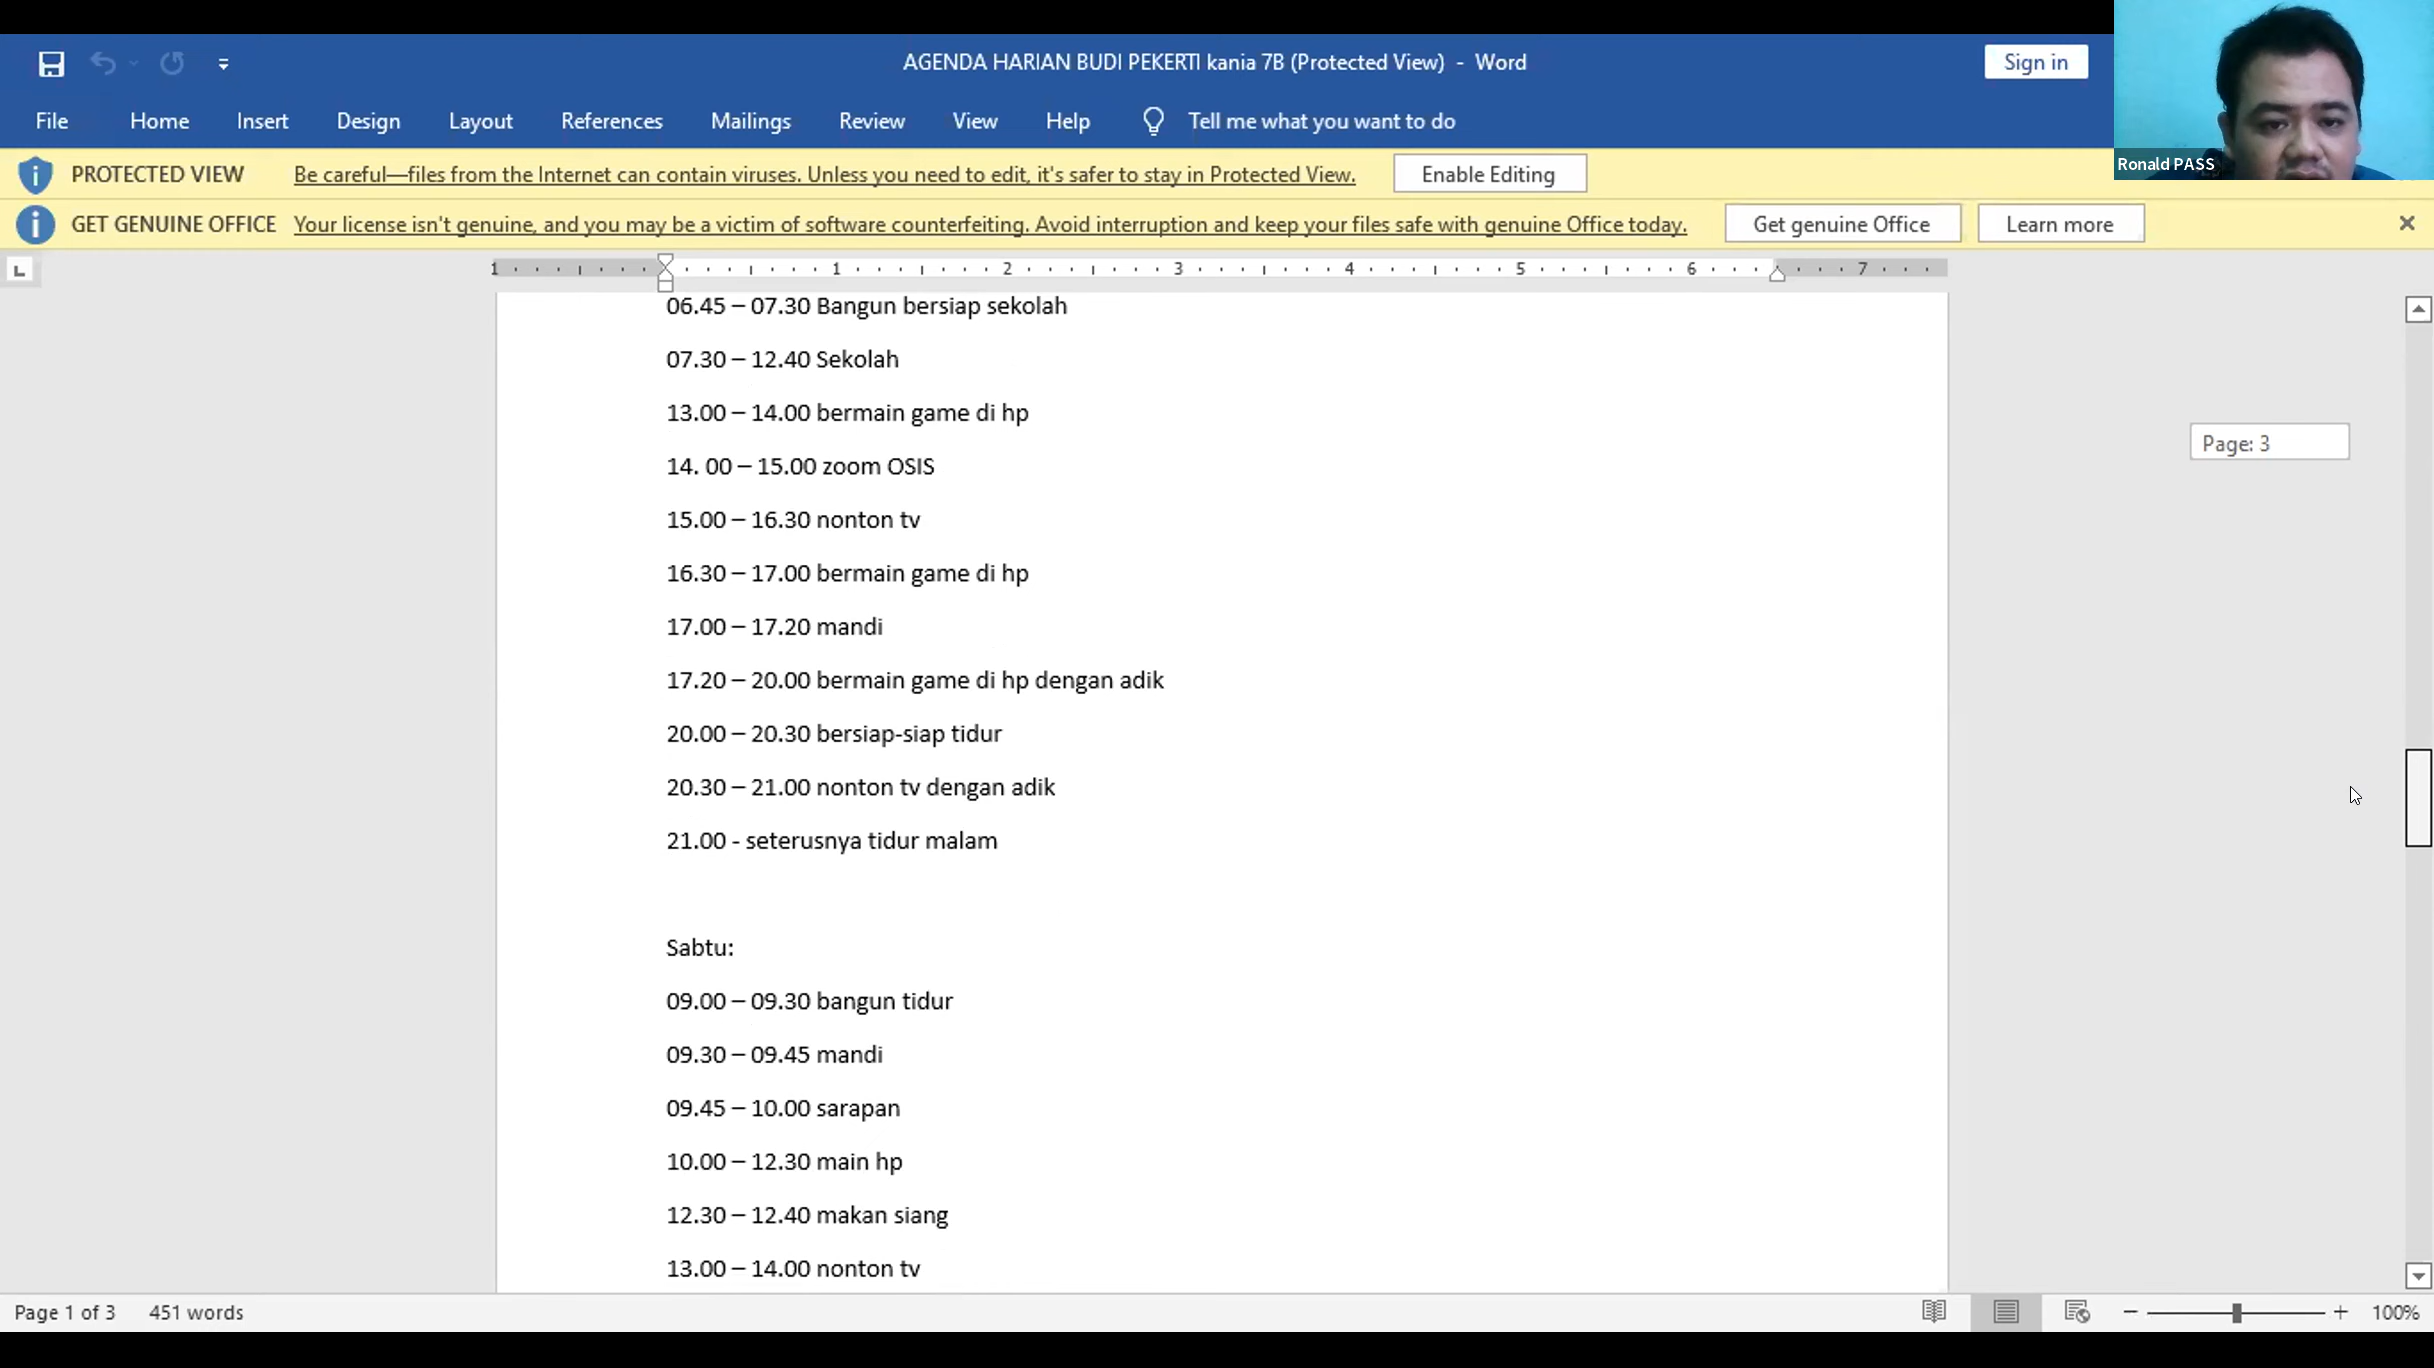 AGENDA HARIAN BUDI PEKERTI kania 7B (Protected View) - Word
Sign in
File Home Insert Design Layout References Mailings Review View Help Tell me what you want to do
Ronald PASS
PROTECTED VIEW Be careful—files from the Internet can contain viruses. Unless you need to edit, it's safer to stay in Protected View. Enable Editing
GET GENUINE OFFICE Your license isn't genuine, and you may be a victim of software counterfeiting. Avoid interruption and keep your files safe with genuine Office today. Get genuine Office Learn more
1 1 2 3 4 5 6 7
06.45 – 07.30 Bangun bersiap sekolah
07.30 – 12.40 Sekolah
13.00 – 14.00 bermain game di hp
Page: 3
14. 00 – 15.00 zoom OSIS
15.00 – 16.30 nonton tv
16.30 – 17.00 bermain game di hp
17.00 – 17.20 mandi
17.20 – 20.00 bermain game di hp dengan adik
20.00 – 20.30 bersiap-siap tidur
20.30 – 21.00 nonton tv dengan adik
21.00 - seterusnya tidur malam
Sabtu:
09.00 – 09.30 bangun tidur
09.30 – 09.45 mandi
09.45 – 10.00 sarapan
10.00 – 12.30 main hp
12.30 – 12.40 makan siang
13.00 – 14.00 nonton tv
Page 1 of 3 451 words 100%